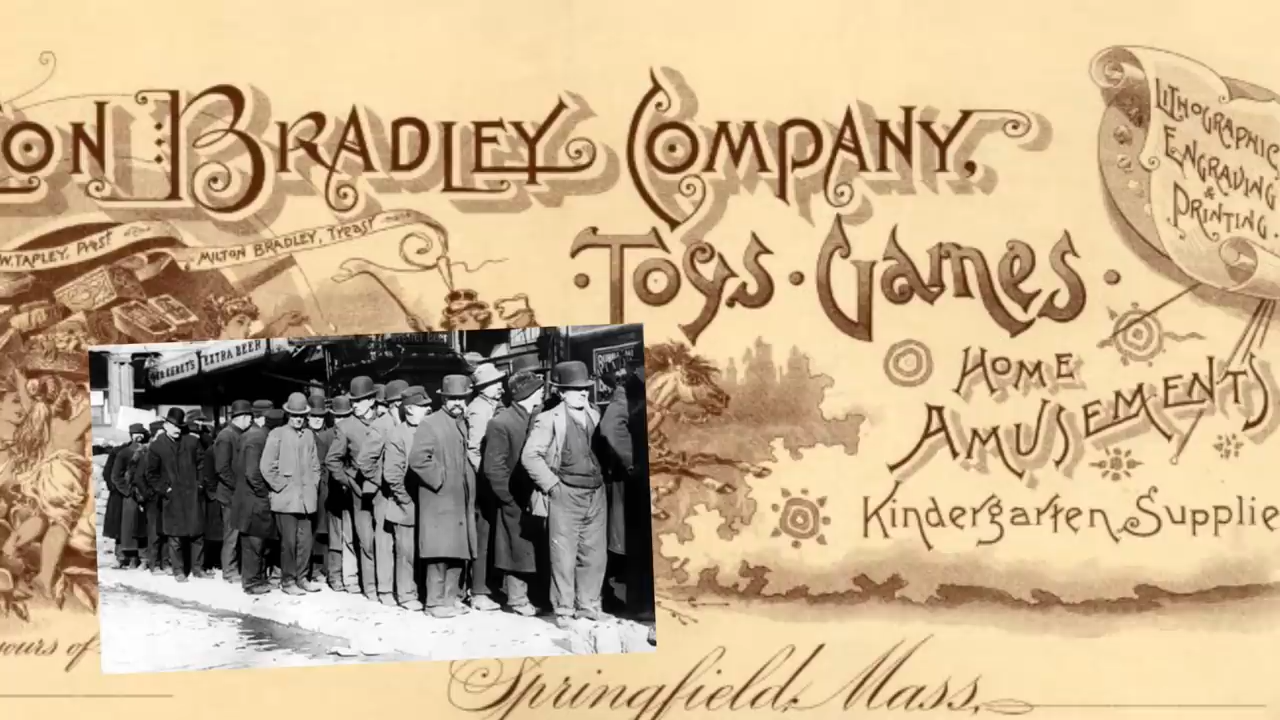 ON BRADLEY COMPANY,
W. TAPLEY, Prest
MILTON BRADLEY, Treast
LITHOGRAPHIC
ENGRAVING
&
PRINTING.
· Toys · Games ·
HOME
AMUSEMENTS
Kindergarten Supplie
EXTRA BEER
ours of
Springfield, Mass.,